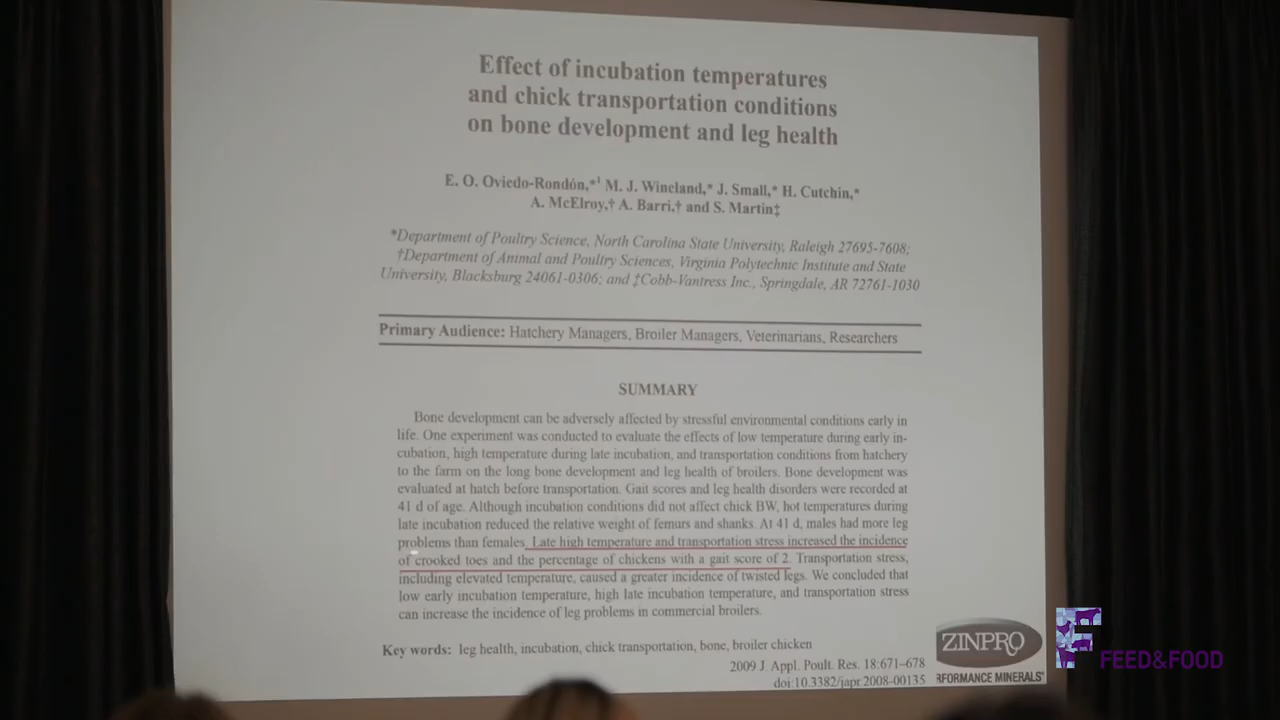 Effect of incubation temperatures
and chick transportation conditions
on bone development and leg health
E. O. Oviedo-Rondón,*¹ M. J. Wineland,* J. Small,* H. Cutchin,*
A. McElroy,† A. Barri,† and S. Martin‡
*Department of Poultry Science, North Carolina State University, Raleigh 27695-7608;
†Department of Animal and Poultry Sciences, Virginia Polytechnic Institute and State
University, Blacksburg 24061-0306; and ‡Cobb-Vantress Inc., Springdale, AR 72761-1030
Primary Audience: Hatchery Managers, Broiler Managers, Veterinarians, Researchers
SUMMARY
Bone development can be adversely affected by stressful environmental conditions early in
life. One experiment was conducted to evaluate the effects of low temperature during early in-
cubation, high temperature during late incubation, and transportation conditions from hatchery
to the farm on the long bone development and leg health of broilers. Bone development was
evaluated at hatch before transportation. Gait scores and leg health disorders were recorded at
41 d of age. Although incubation conditions did not affect chick BW, hot temperatures during
late incubation reduced the relative weight of femurs and shanks. At 41 d, males had more leg
problems than females. Late high temperature and transportation stress increased the incidence
of crooked toes and the percentage of chickens with a gait score of 2. Transportation stress,
including elevated temperature, caused a greater incidence of twisted legs. We concluded that
low early incubation temperature, high late incubation temperature, and transportation stress
can increase the incidence of leg problems in commercial broilers.
Key words: leg health, incubation, chick transportation, bone, broiler chicken
2009 J. Appl. Poult. Res. 18:671–678
doi:10.3382/japr.2008-00135
ZINPRO
RFORMANCE MINERALS
FEED&FOOD